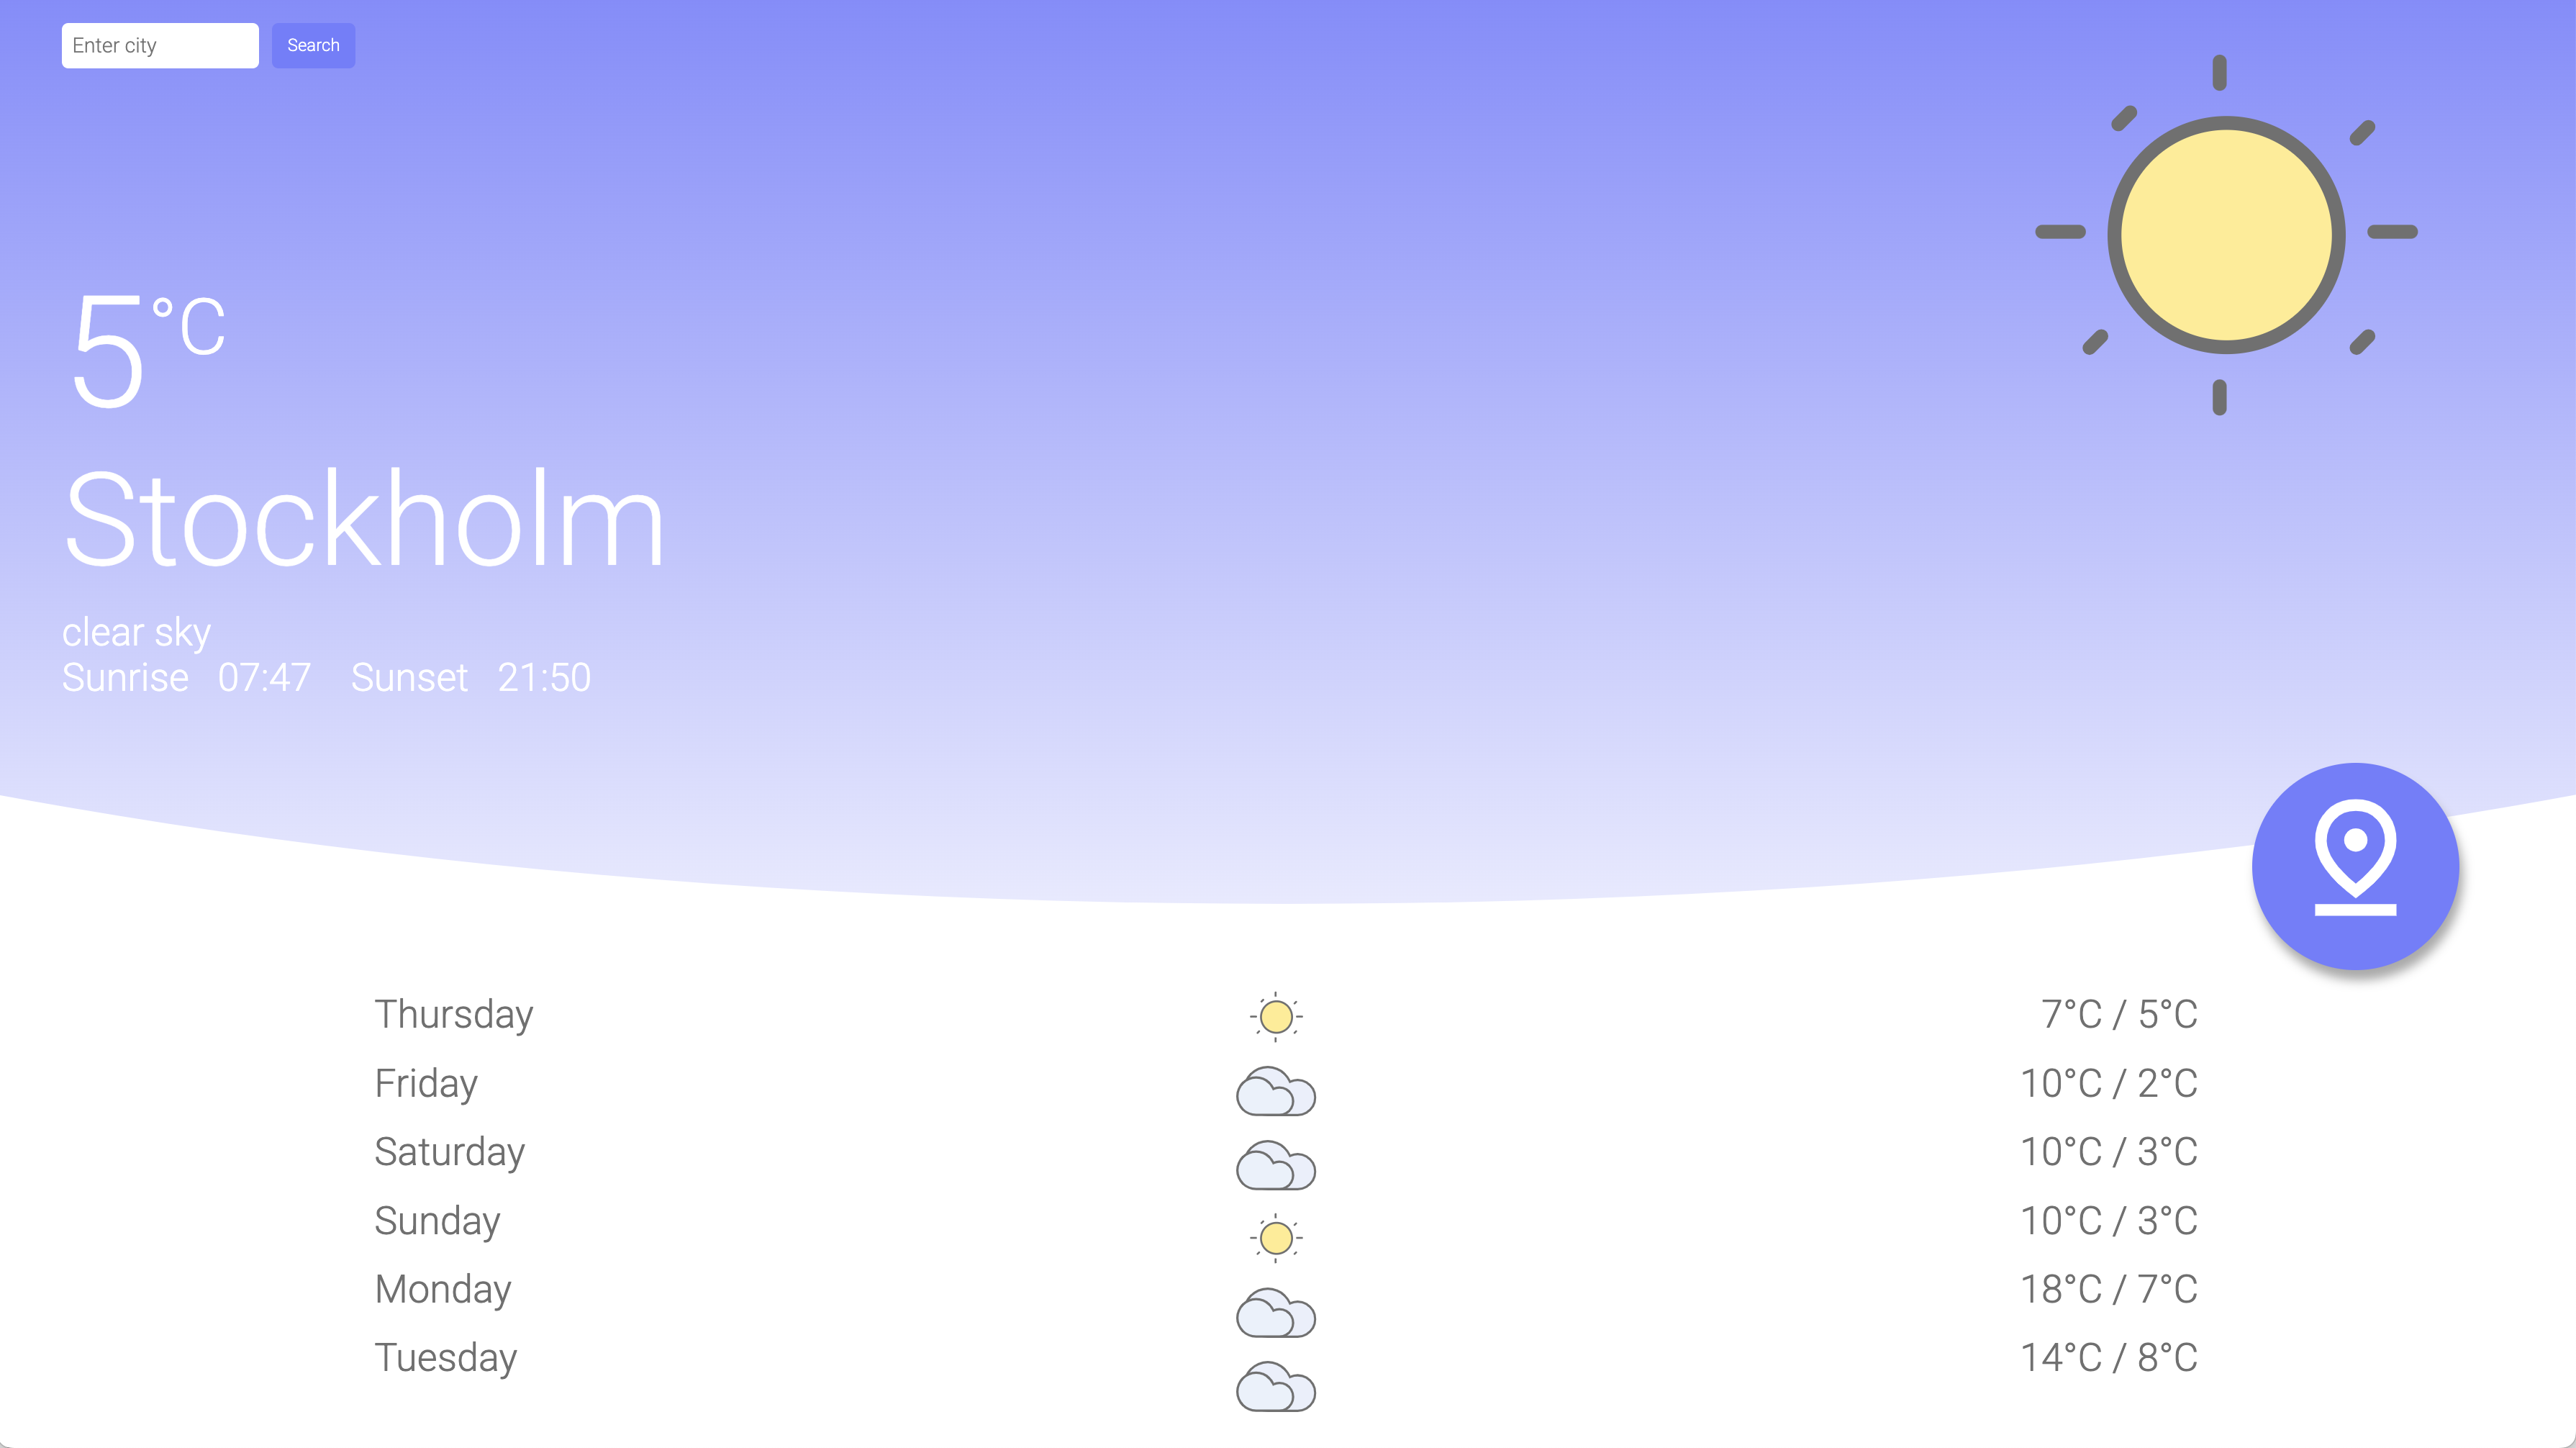 Enter city Search
5°C
Stockholm
clear sky
Sunrise 07:47 Sunset 21:50
Thursday 7°C / 5°C
Friday 10°C / 2°C
Saturday 10°C / 3°C
Sunday 10°C / 3°C
Monday 18°C / 7°C
Tuesday 14°C / 8°C